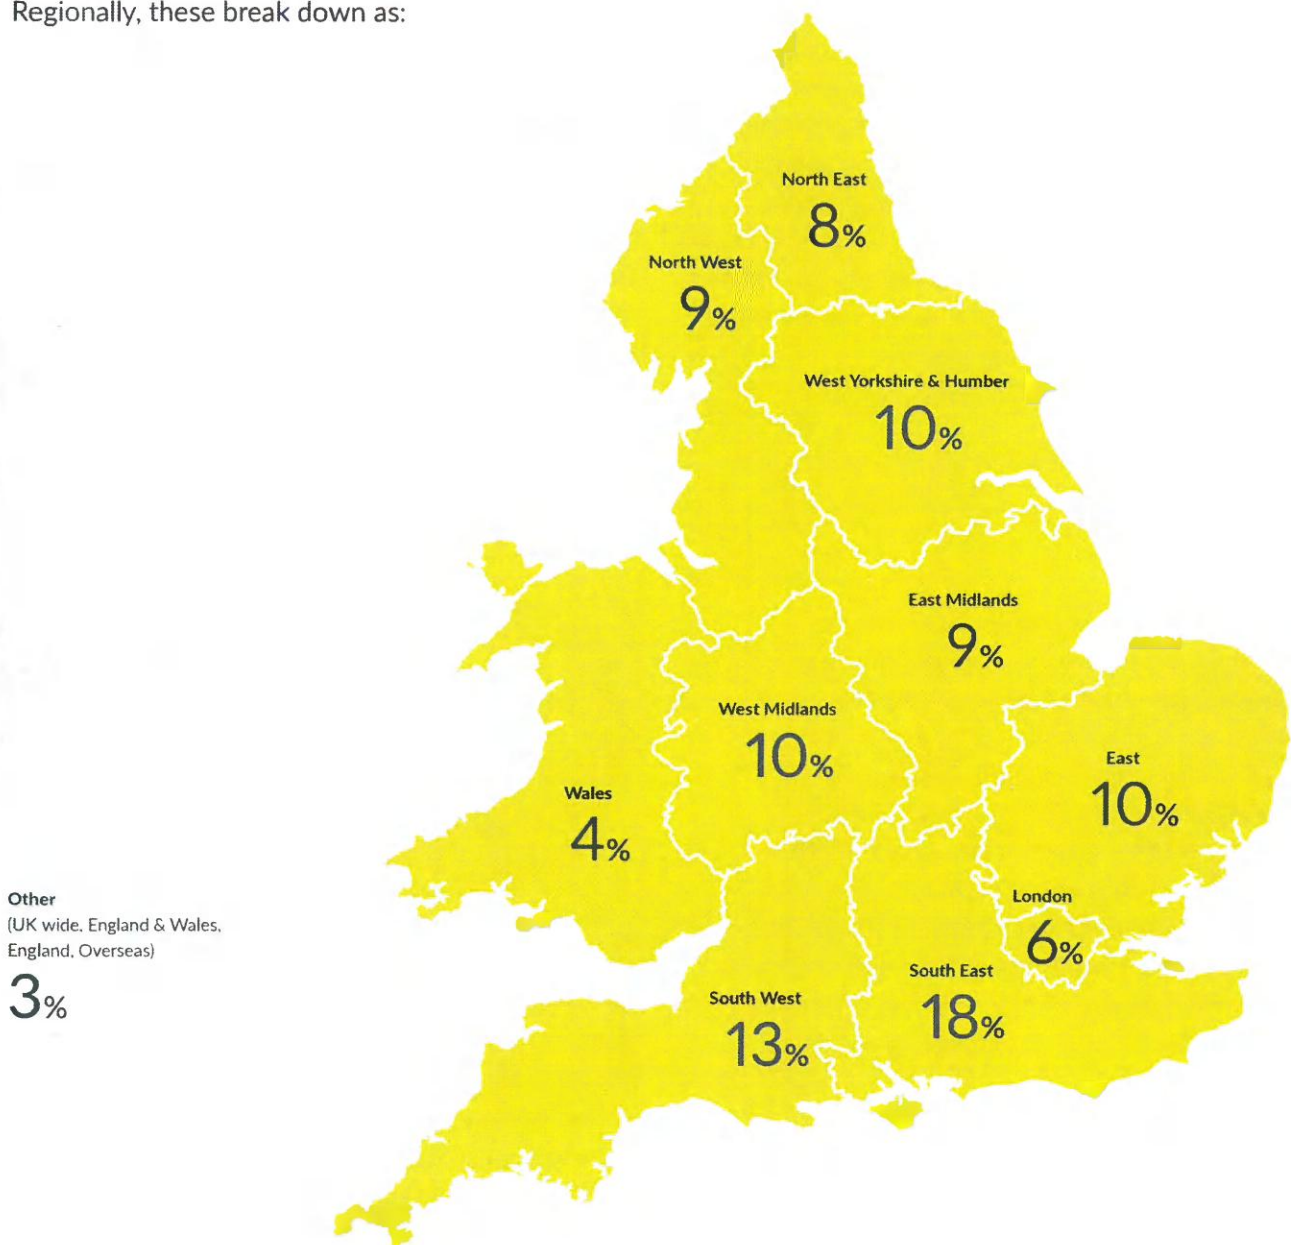 Regionally, these break down as:
North East
8%
North West
9%
West Yorkshire & Humber
10%
East Midlands
9%
West Midlands
10%
East
10%
Wales
4%
Other
(UK wide, England & Wales,
England, Overseas)
3%
London
6%
South East
18%
South West
13%